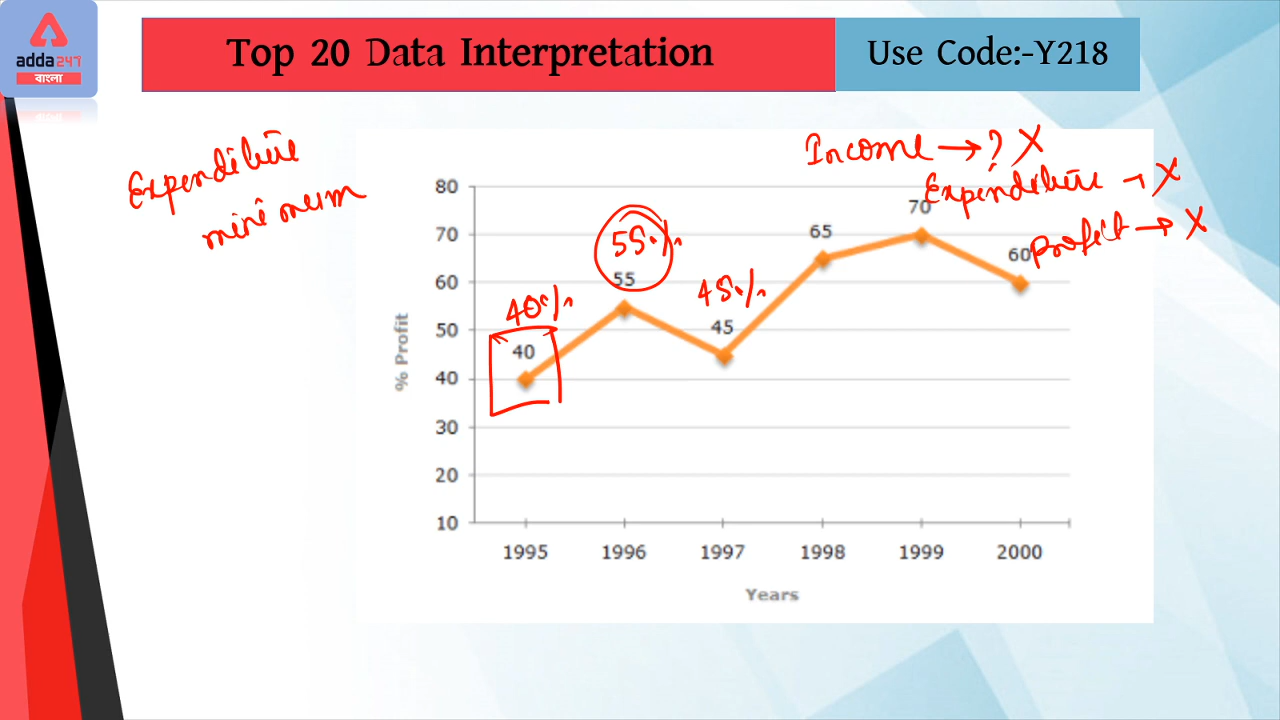 adda247
বাংলা
Top 20 Data Interpretation
Use Code:-Y218
Expenditure
minimum
Income → ? X
Expenditure → X
Profit → X
80
70
60
50
40
30
20
10
% Profit
40%
40
55%
55
45%
45
65
70
60
1995 1996 1997 1998 1999 2000
Years